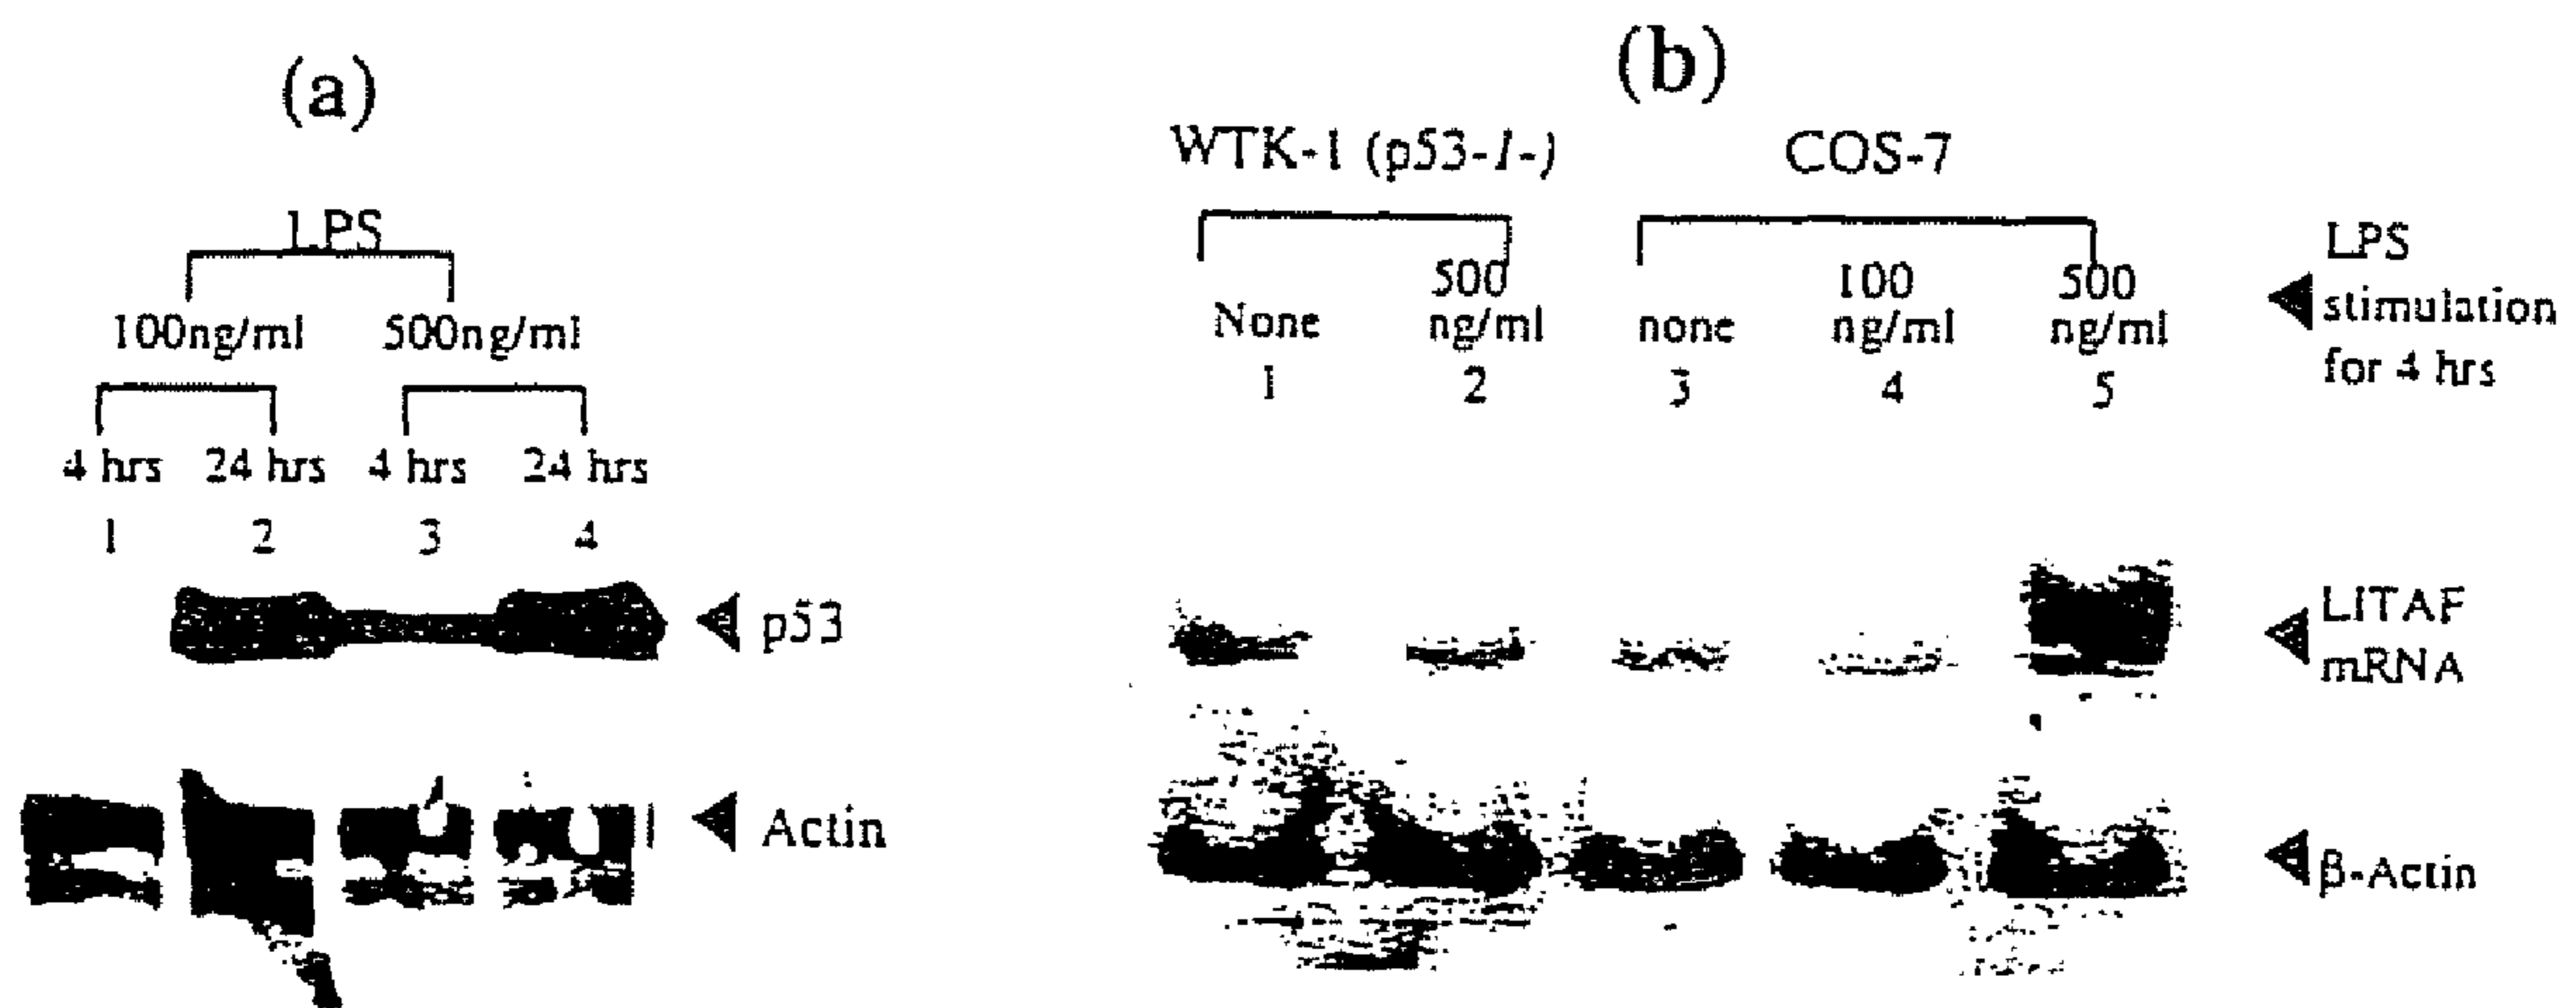 (a)
LPS
100ng/ml 500ng/ml
4 hrs 24 hrs 4 hrs 24 hrs
1 2 3 4
p53
Actin
(b)
WTK-1 (p53-/-) COS-7
None 500 ng/ml none 100 ng/ml 500 ng/ml
1 2 3 4 5
LPS
stimulation
for 4 hrs
LITAF
mRNA
β-Actin